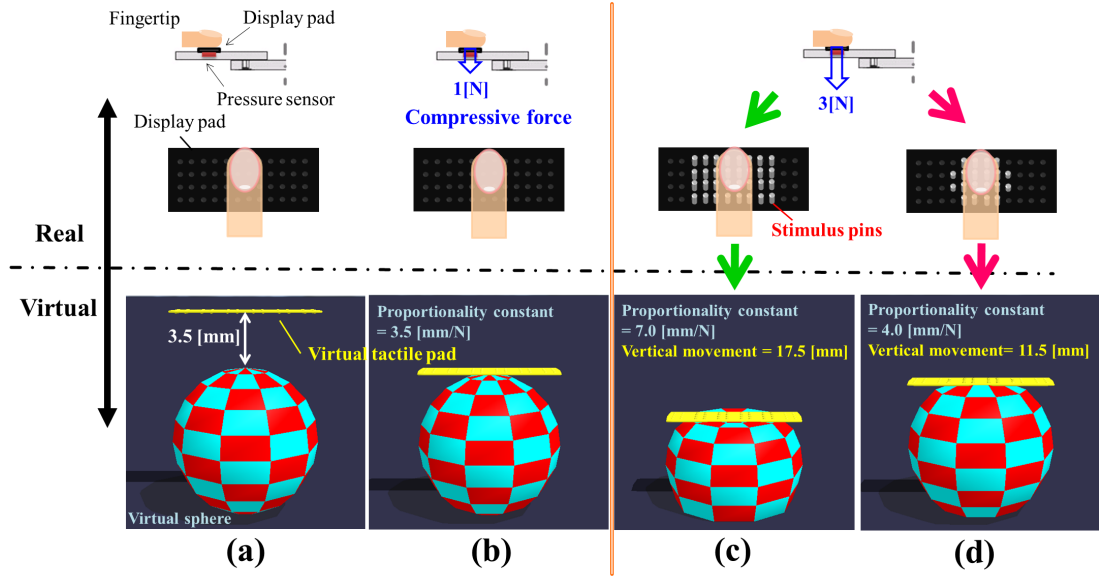 Fingertip
Display pad
Pressure sensor
Display pad
1[N]
Compressive force
3[N]
Stimulus pins
Real
Virtual
3.5 [mm]
Virtual tactile pad
Virtual sphere
Proportionality constant
= 3.5 [mm/N]
Proportionality constant
= 7.0 [mm/N]
Vertical movement = 17.5 [mm]
Proportionality constant
= 4.0 [mm/N]
Vertical movement= 11.5 [mm]
(a)
(b)
(c)
(d)